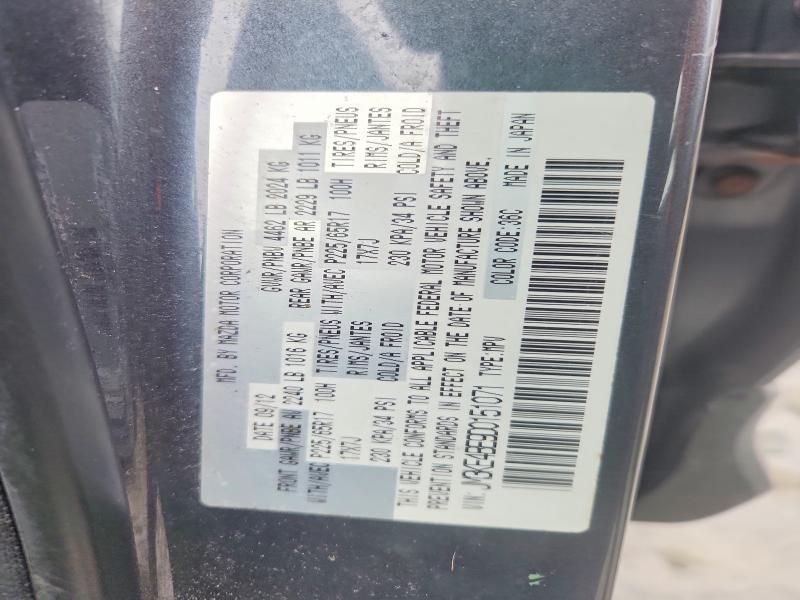 MFD. BY MAZDA MOTOR CORPORATION
DATE 09/12 GVWR/PNBV 4462 LB 2024 KG
FRONT GAWR/PNBE AV 2240 LB 1016 KG REAR GAWR/PNBE AR 2229 LB 1011 KG
WITH/AVEC P225/65R17 100H TIRES/PNEUS WITH/AVEC P225/65R17 100H TIRES/PNEUS
17X7J RIMS/JANTES 17X7J RIMS/JANTES
230 KPA/34 PSI COLD/A FROID 230 KPA/34 PSI COLD/A FROID
THIS VEHICLE CONFORMS TO ALL APPLICABLE FEDERAL MOTOR VEHICLE SAFETY AND THEFT
PREVENTION STANDARDS IN EFFECT ON THE DATE OF MANUFACTURE SHOWN ABOVE.
VIN: JM3KE4BE9D0151071 TYPE:MPV COLOR CODE:36C MADE IN JAPAN